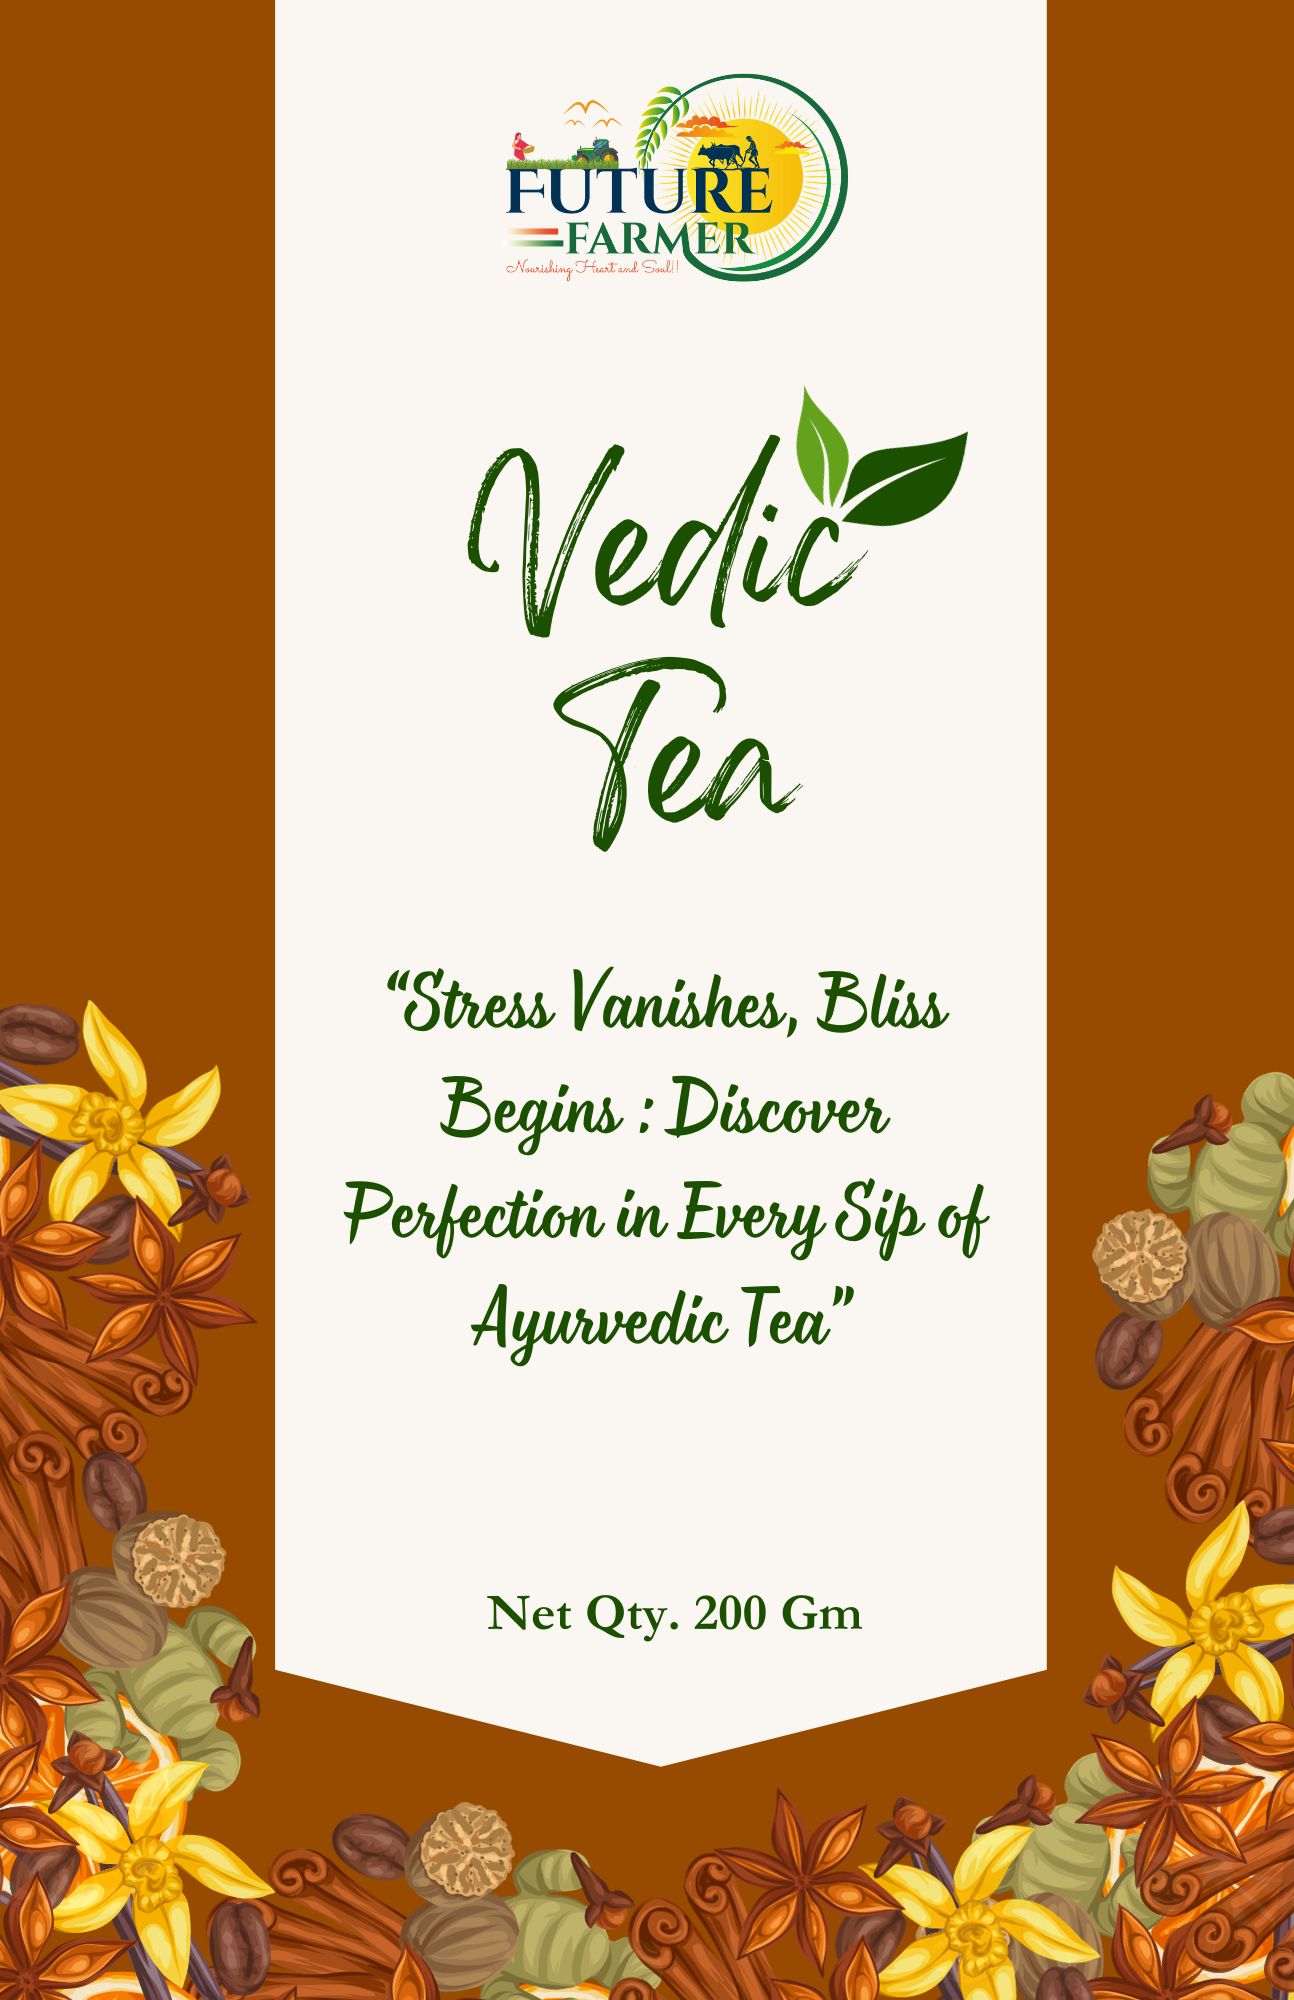 FUTURE
FARMER
Nourishing Heart and Soul!!
Vedic
Tea
“Stress Vanishes, Bliss
Begins : Discover
Perfection in Every Sip of
Ayurvedic Tea”
Net Qty. 200 Gm